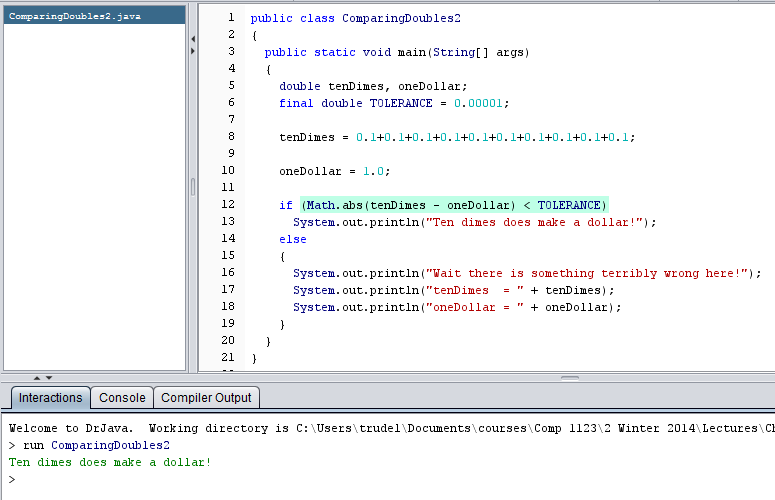 ComparingDoubles2.java
1 public class ComparingDoubles2
2 {
3 public static void main(String[] args)
4 {
5 double tenDimes, oneDollar;
6 final double TOLERANCE = 0.00001;
7
8 tenDimes = 0.1+0.1+0.1+0.1+0.1+0.1+0.1+0.1+0.1+0.1;
9
10 oneDollar = 1.0;
11
12 if (Math.abs(tenDimes - oneDollar) < TOLERANCE)
13 System.out.println("Ten dimes does make a dollar!");
14 else
15 {
16 System.out.println("Wait there is something terribly wrong here!");
17 System.out.println("tenDimes  = " + tenDimes);
18 System.out.println("oneDollar = " + oneDollar);
19 }
20 }
21 }
Interactions Console Compiler Output
Welcome to DrJava.  Working directory is C:\Users\trudel\Documents\courses\Comp 1123\2 Winter 2014\Lectures\Ch
> run ComparingDoubles2
Ten dimes does make a dollar!
>